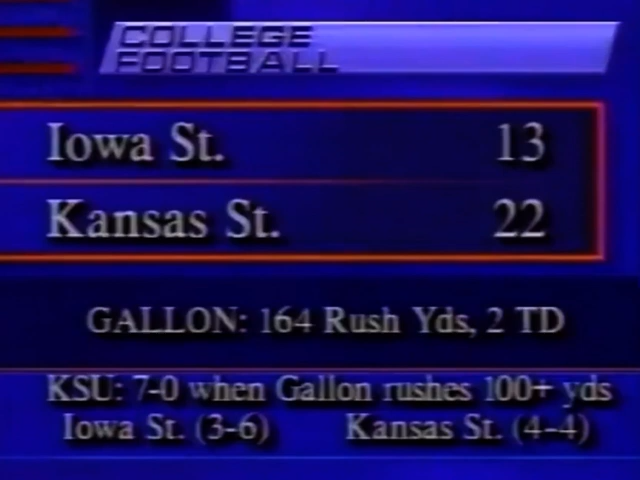 COLLEGE
FOOTBALL
Iowa St. 13
Kansas St. 22
GALLON: 164 Rush Yds, 2 TD
KSU: 7-0 when Gallon rushes 100+ yds
Iowa St. (3-6) Kansas St. (4-4)